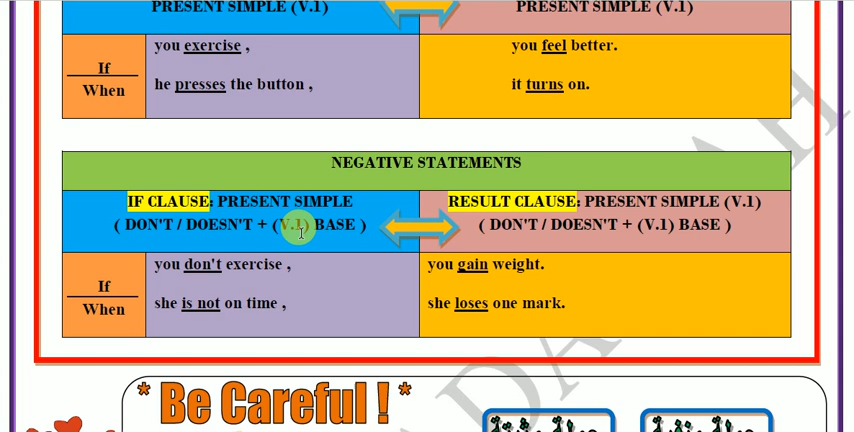 PRESENT SIMPLE (V.1) PRESENT SIMPLE (V.1)
If
When
you exercise ,
he presses the button ,
you feel better.
it turns on.
NEGATIVE STATEMENTS
IF CLAUSE: PRESENT SIMPLE
( DON'T / DOESN'T + (V.1) BASE )
RESULT CLAUSE: PRESENT SIMPLE (V.1)
( DON'T / DOESN'T + (V.1) BASE )
If
When
you don't exercise ,
she is not on time ,
you gain weight.
she loses one mark.
* Be Careful ! *